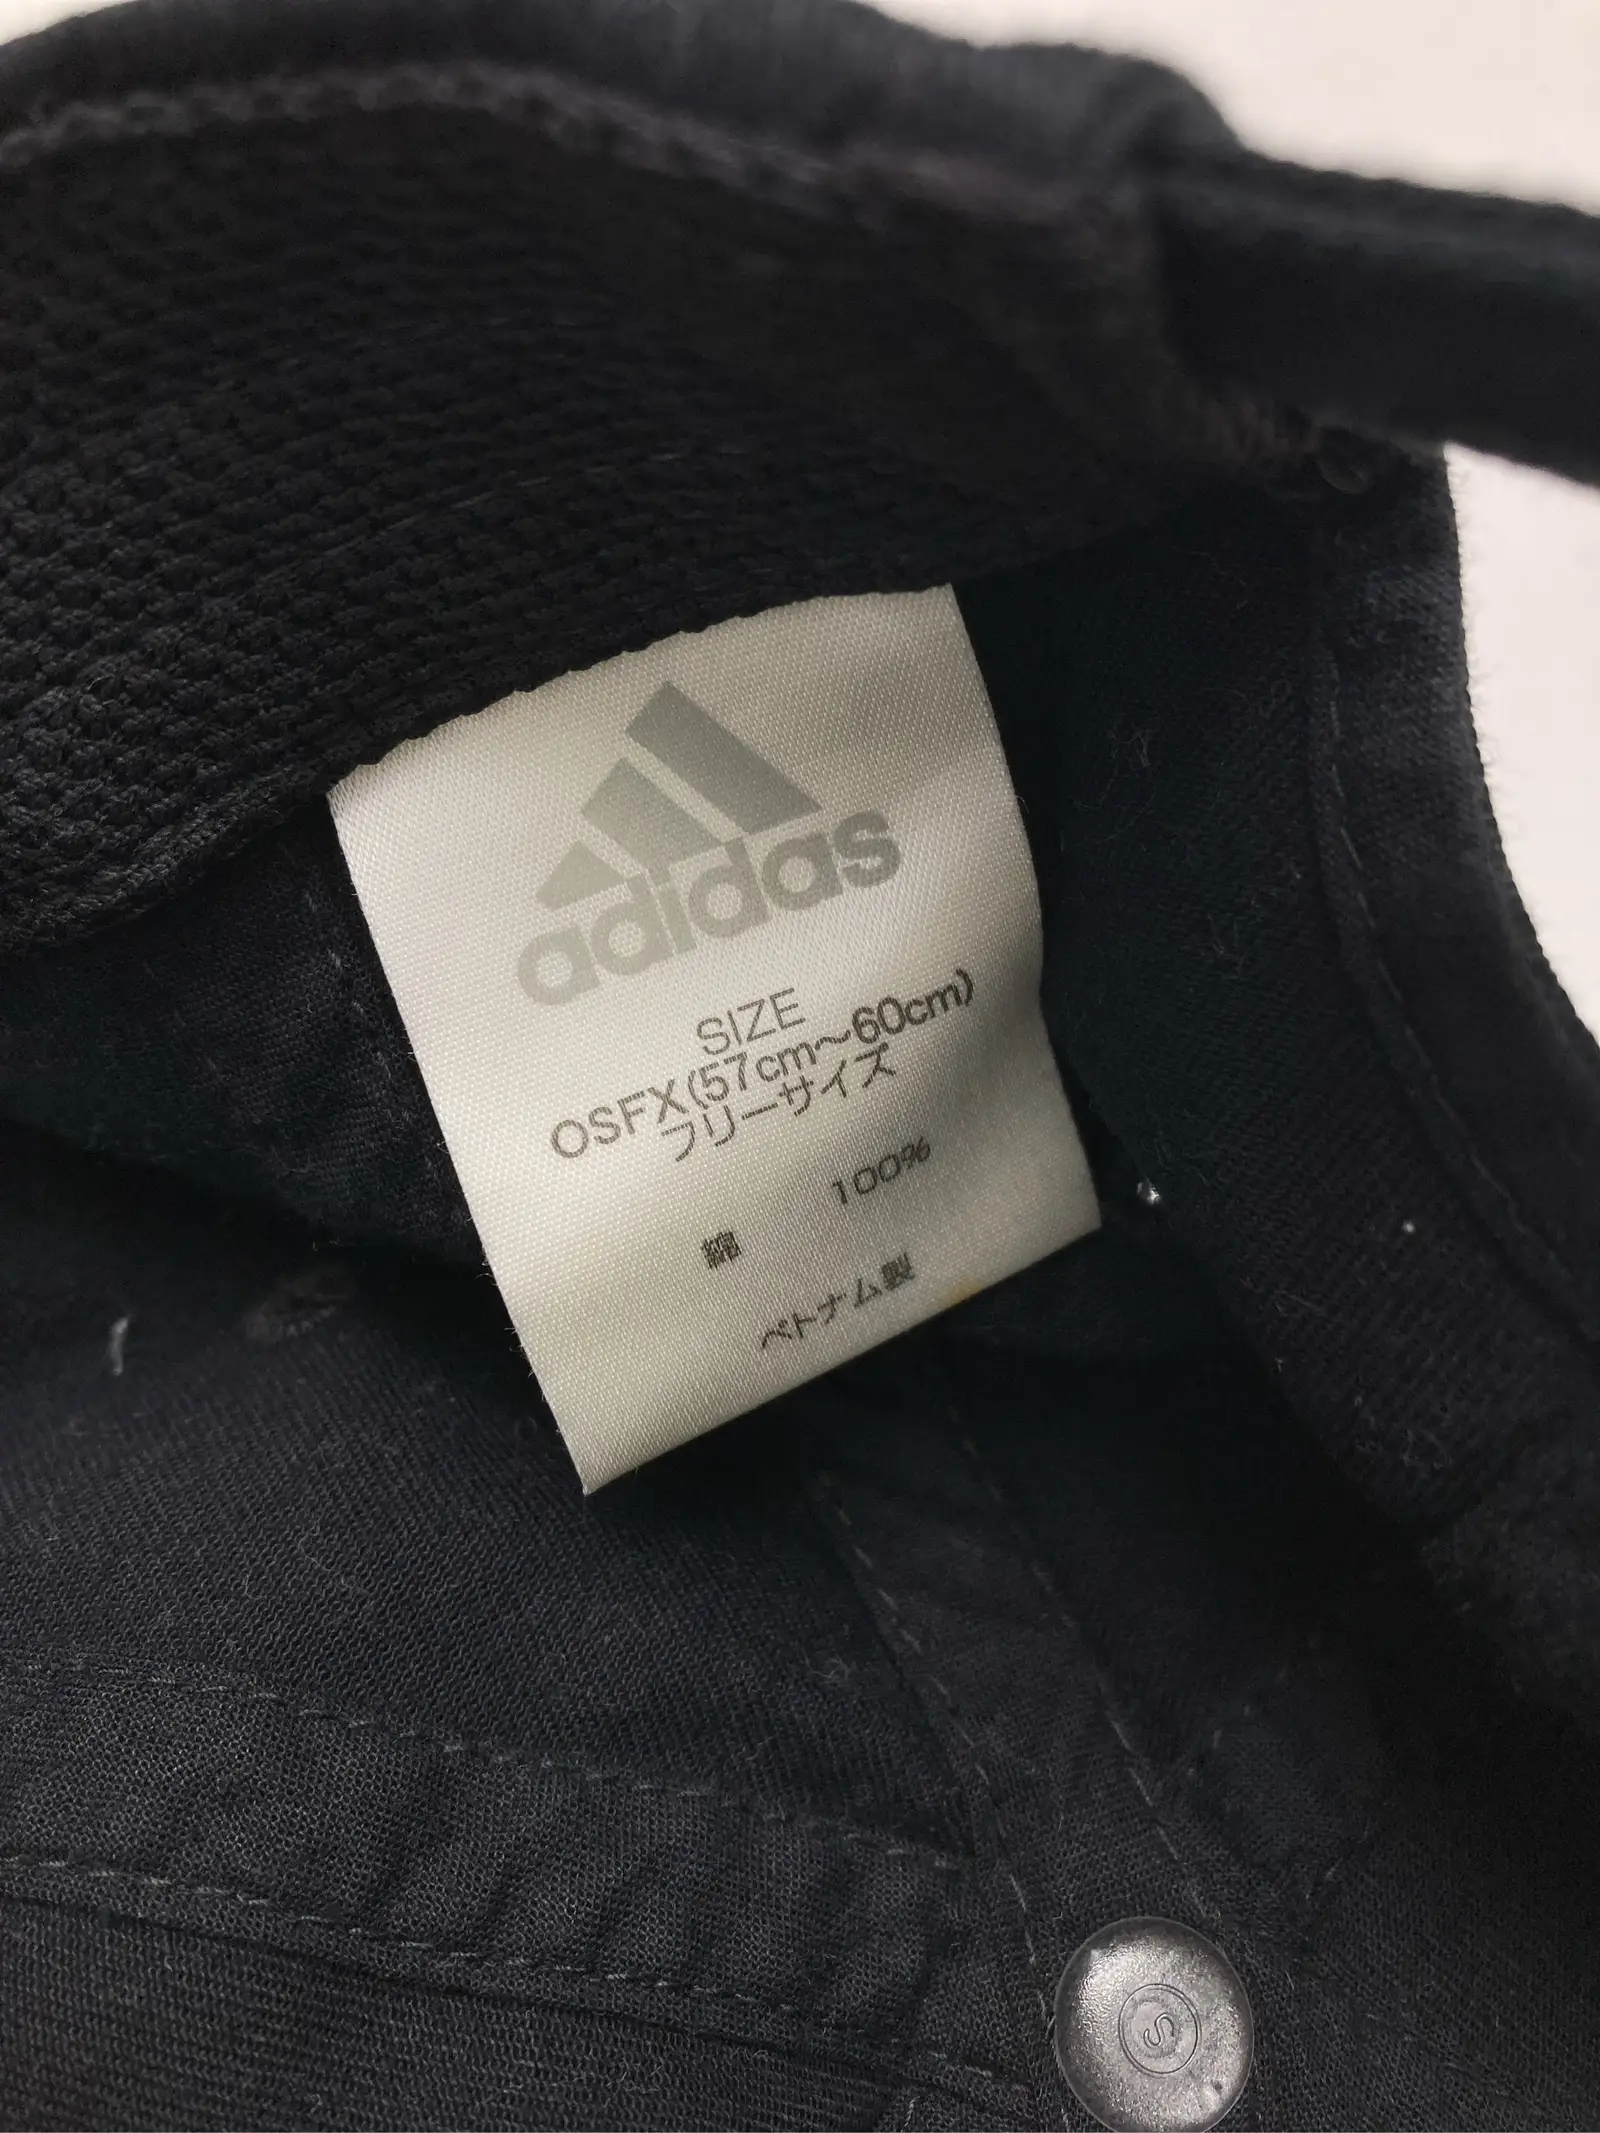 adidas
SIZE
OSFX(57cm～60cm)
フリーサイズ
綿 100%
ベトナム製
S